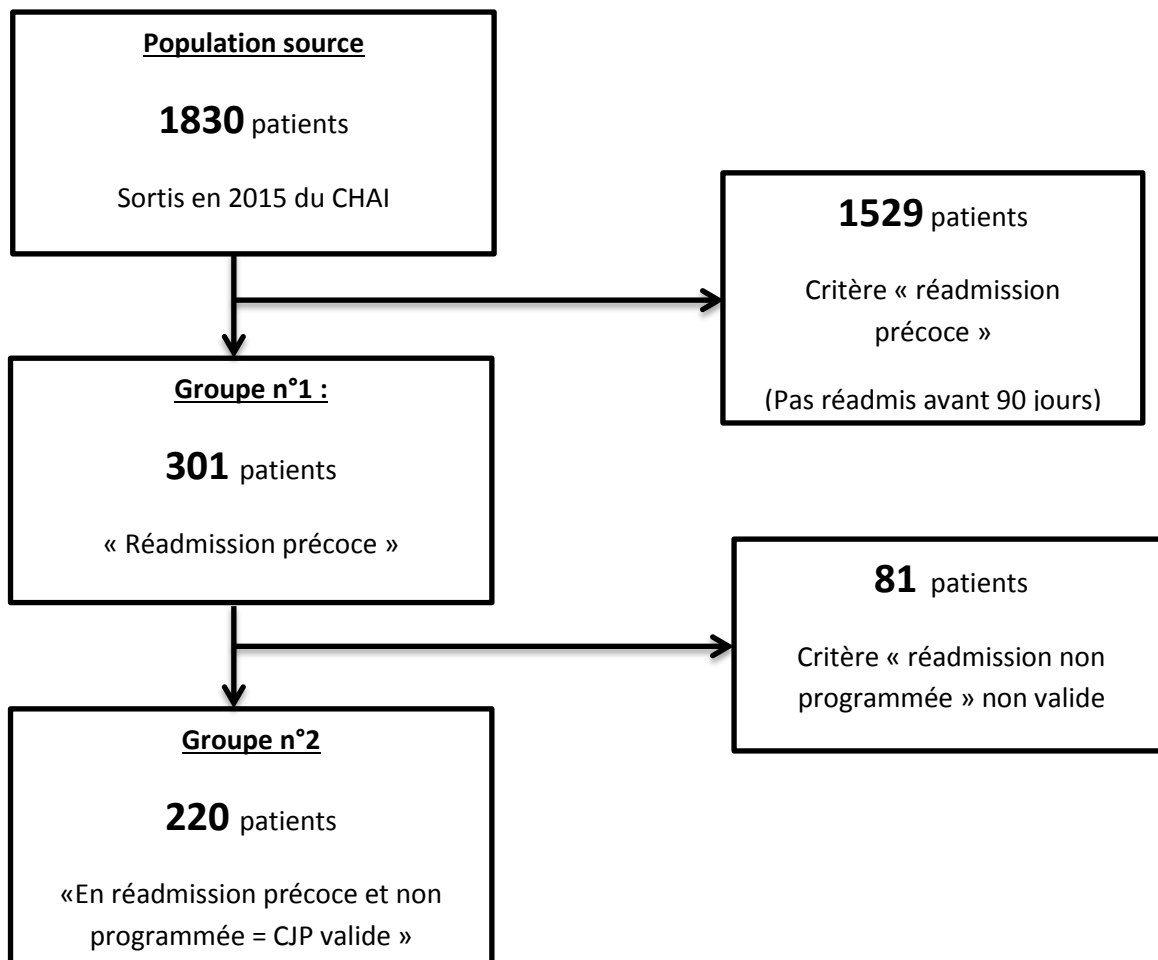 Population source
1830 patients
Sortis en 2015 du CHAI
1529 patients
Critère « réadmission
précoce »
(Pas réadmis avant 90 jours)
Groupe n°1 :
301 patients
« Réadmission précoce »
81 patients
Critère « réadmission non
programmée » non valide
Groupe n°2
220 patients
«En réadmission précoce et non
programmée = CJP valide »